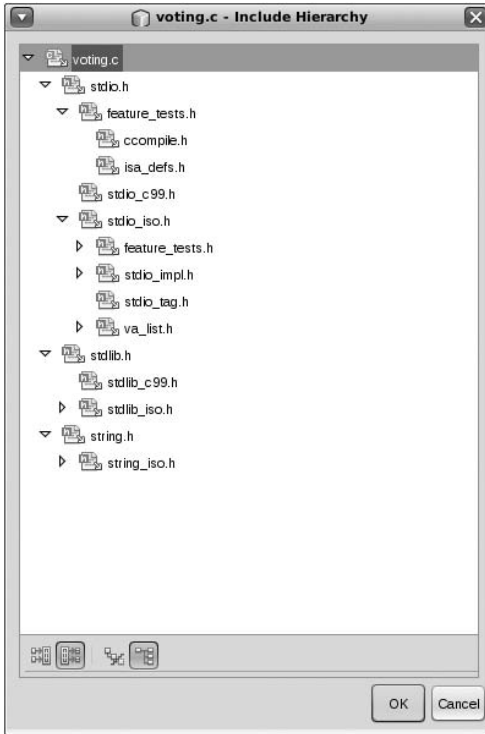 voting.c - Include Hierarchy
voting.c
stdio.h
feature_tests.h
ccompile.h
isa_defs.h
stdio_c99.h
stdio_iso.h
feature_tests.h
stdio_impl.h
stdio_tag.h
va_list.h
stdlib.h
stdlib_c99.h
stdlib_iso.h
string.h
string_iso.h
OK Cancel